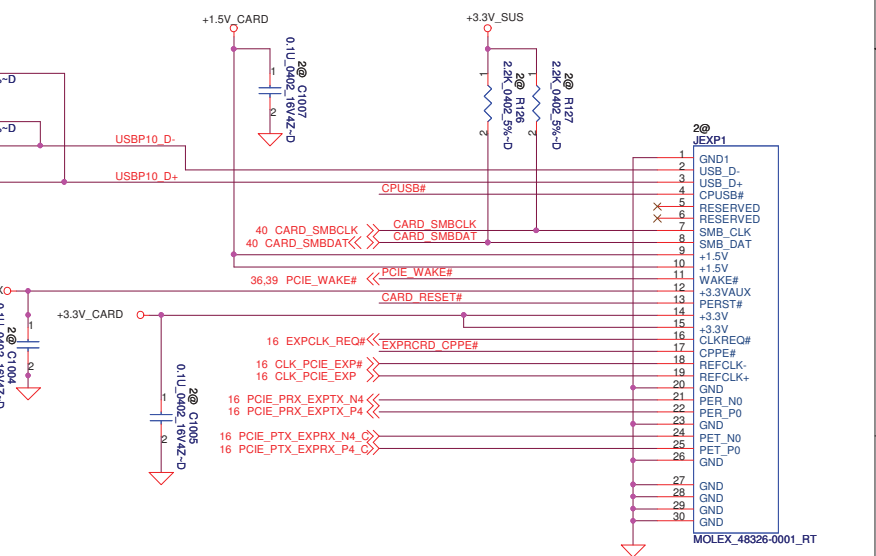 +1.5V_CARD
+3.3V_SUS
0.1U_0402_16V4Z~D
2@ C1007
1
2
2.2K_0402_5%~D
2@ R126
1
2
2.2K_0402_5%~D
2@ R127
1
2
~D
~D
USBP10_D-
USBP10_D+
2@
JEXP1
CPUSB#
40 CARD_SMBCLK
CARD_SMBCLK
40 CARD_SMBDAT
CARD_SMBDAT
36,39 PCIE_WAKE#
PCIE_WAKE#
CARD_RESET#
+3.3V_CARD
16 EXPCLK_REQ#
EXPRCRD_CPPE#
16 CLK_PCIE_EXP#
16 CLK_PCIE_EXP
16 PCIE_PRX_EXPTX_N4
16 PCIE_PRX_EXPTX_P4
16 PCIE_PTX_EXPRX_N4_C
16 PCIE_PTX_EXPRX_P4_C
2@ C1004
1
2
0.1U_0402_16V4Z~D
2@ C1005
1
2
1 GND1
2 USB_D-
3 USB_D+
4 CPUSB#
5 RESERVED
6 RESERVED
7 SMB_CLK
8 SMB_DAT
9 +1.5V
10 +1.5V
11 WAKE#
12 +3.3VAUX
13 PERST#
14 +3.3V
15 +3.3V
16 CLKREQ#
17 CPPE#
18 REFCLK-
19 REFCLK+
20 GND
21 PER_N0
22 PER_P0
23 GND
24 PET_N0
25 PET_P0
26 GND
27 GND
28 GND
29 GND
30 GND
MOLEX_48326-0001_RT